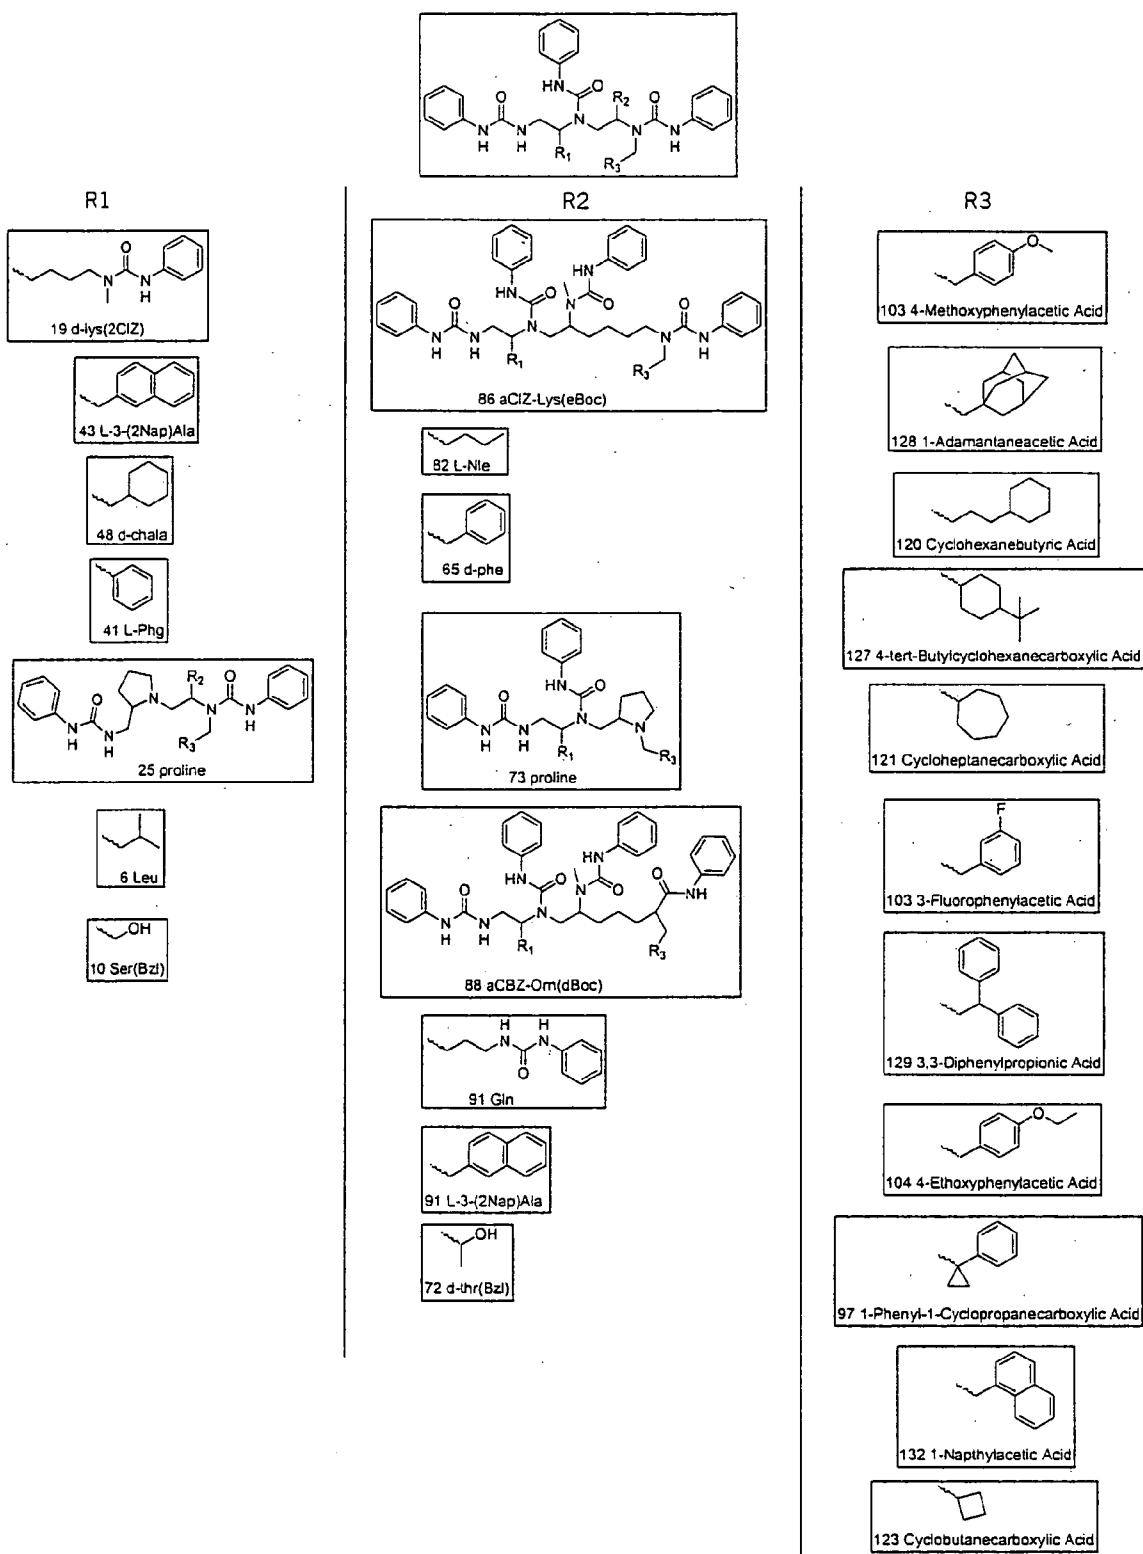 HN O
O R2 O
N N N N N
H H H
R1 R3
R1
O
N N
H
19 d-lys(2ClZ)
43 L-3-(2Nap)Ala
48 d-chala
41 L-Phg
R2
O N O
N N N N
H H H
R3
25 proline
6 Leu
OH
10 Ser(Bzl)
R2
HN
HN O N O
O O
N N N N N
H H H
R1 R3
86 aClZ-Lys(eBoc)
82 L-Nle
65 d-phe
HN O
O
N N N N
H H
R1 R3
73 proline
HN
HN O N O O NH
O
N N N
H H
R1 R3
88 aCBZ-Orn(dBoc)
H H
N N
O
91 Gln
91 L-3-(2Nap)Ala
OH
72 d-thr(Bzl)
R3
O
103 4-Methoxyphenylacetic Acid
128 1-Adamantaneacetic Acid
120 Cyclohexanebutyric Acid
127 4-tert-Butylcyclohexanecarboxylic Acid
121 Cycloheptanecarboxylic Acid
F
103 3-Fluorophenylacetic Acid
129 3,3-Diphenylpropionic Acid
O
104 4-Ethoxyphenylacetic Acid
97 1-Phenyl-1-Cyclopropanecarboxylic Acid
132 1-Napthylacetic Acid
123 Cyclobutanecarboxylic Acid